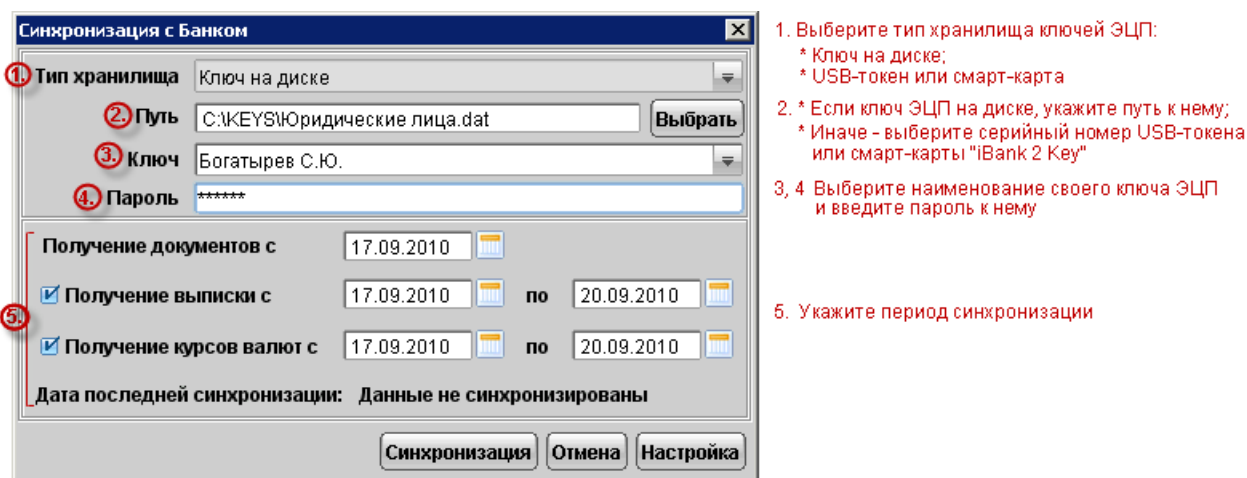 Синхронизация с Банком
1. Тип хранилища Ключ на диске
2. Путь C:\KEYS\Юридические лица.dat Выбрать
3. Ключ Богатырев С.Ю.
4. Пароль ******
5.
Получение документов с 17.09.2010
Получение выписки с 17.09.2010 по 20.09.2010
Получение курсов валют с 17.09.2010 по 20.09.2010
Дата последней синхронизации: Данные не синхронизированы
Синхронизация Отмена Настройка
1. Выберите тип хранилища ключей ЭЦП:
* Ключ на диске;
* USB-токен или смарт-карта
2. * Если ключ ЭЦП на диске, укажите путь к нему;
* Иначе - выберите серийный номер USB-токена
или смарт-карты "iBank 2 Key"
3, 4 Выберите наименование своего ключа ЭЦП
и введите пароль к нему
5. Укажите период синхронизации